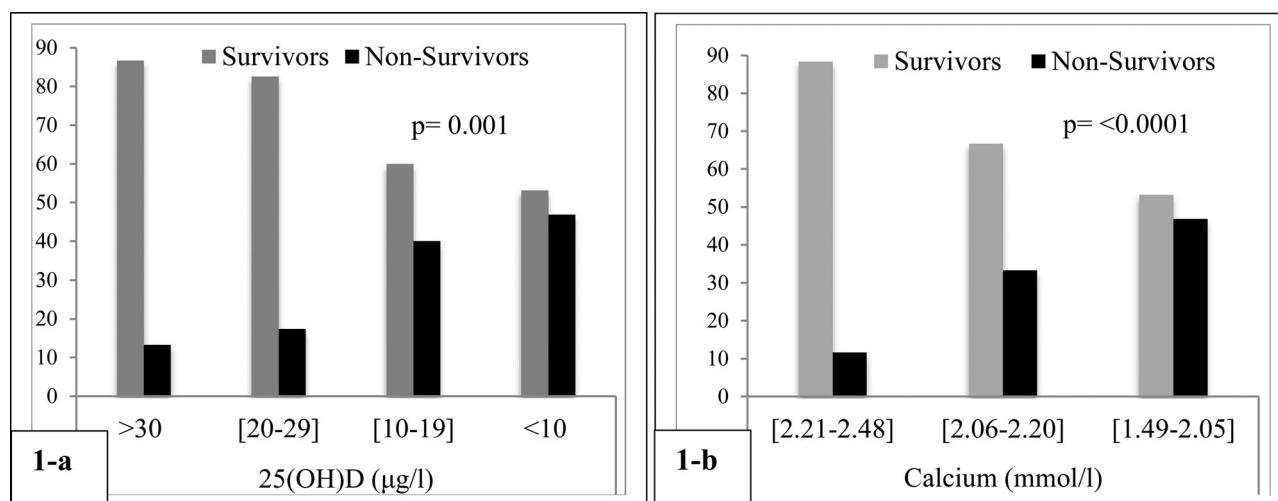 Survivors Non-Survivors
p= 0.001
90
80
70
60
50
40
30
20
10
0
>30 [20-29] [10-19] <10
25(OH)D (µg/l)
1-a
Survivors Non-Survivors
p= <0.0001
90
80
70
60
50
40
30
20
10
0
[2.21-2.48] [2.06-2.20] [1.49-2.05]
Calcium (mmol/l)
1-b